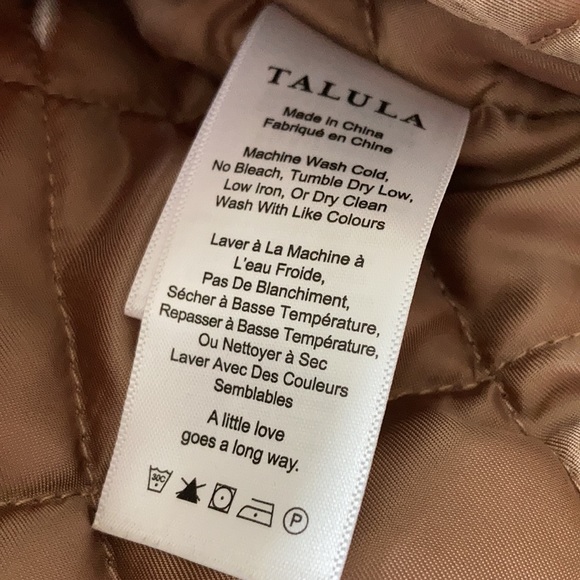 TALULA
Made in China
Fabriqué en Chine
Machine Wash Cold,
No Bleach, Tumble Dry Low,
Low Iron, Or Dry Clean
Wash With Like Colours
Laver à La Machine à
L'eau Froide,
Pas De Blanchiment,
Sécher à Basse Température,
Repasser à Basse Température,
Ou Nettoyer à Sec
Laver Avec Des Couleurs
Semblables
A little love
goes a long way.
30C P